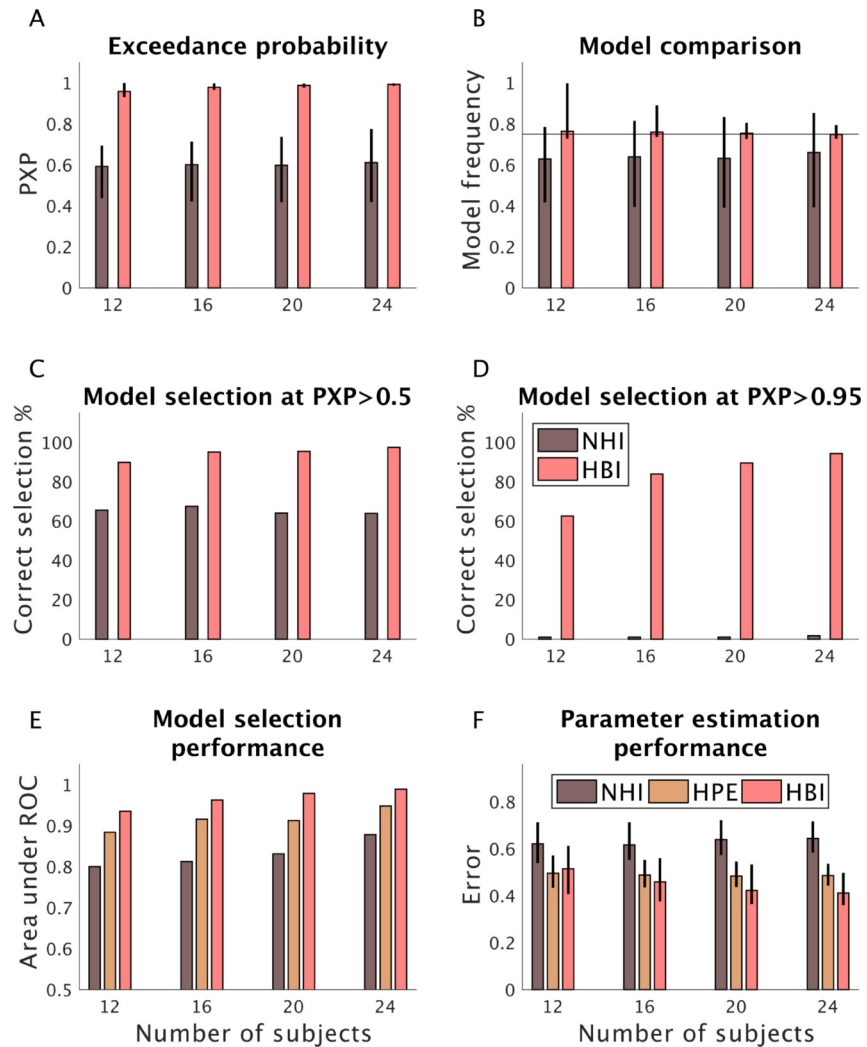 A
Exceedance probability
PXP
1
0.8
0.6
0.4
0.2
0
12 16 20 24
B
Model comparison
Model frequency
1
0.8
0.6
0.4
0.2
0
12 16 20 24
C
Model selection at PXP>0.5
Correct selection %
100
80
60
40
20
0
12 16 20 24
D
Model selection at PXP>0.95
Correct selection %
100
80
60
40
20
0
NHI
HBI
12 16 20 24
E
Model selection
performance
Area under ROC
1
0.9
0.8
0.7
0.6
0.5
12 16 20 24
Number of subjects
F
Parameter estimation
performance
Error
0.8
0.6
0.4
0.2
0
NHI HPE HBI
12 16 20 24
Number of subjects